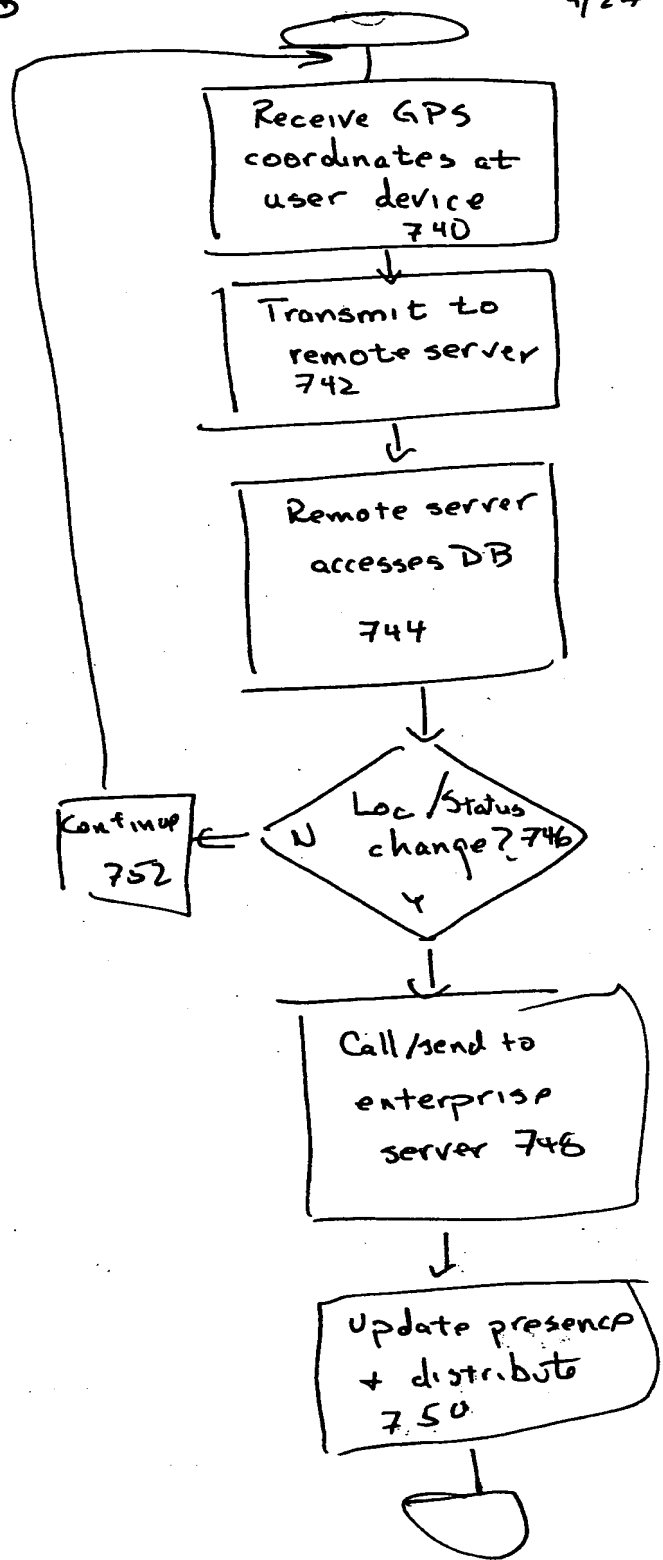 Receive GPS
coordinates at
user device
740
Transmit to
remote server
742
Remote server
accesses DB
744
Loc/Status
N change? 746
Y
Continue
752
Call/send to
enterprise
server 748
Update presence
+ distribute
750